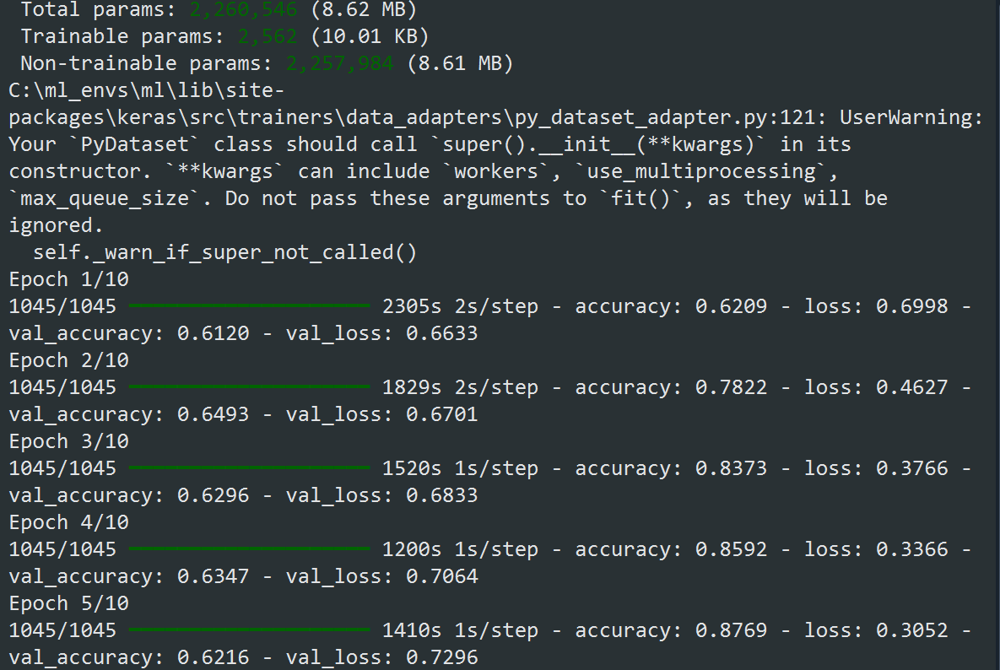 Total params: 2,260,546 (8.62 MB)
Trainable params: 2,562 (10.01 KB)
Non-trainable params: 2,257,984 (8.61 MB)
C:\ml_envs\ml\lib\site-
packages\keras\src\trainers\data_adapters\py_dataset_adapter.py:121: UserWarning:
Your `PyDataset` class should call `super().__init__(**kwargs)` in its
constructor. `**kwargs` can include `workers`, `use_multiprocessing`,
`max_queue_size`. Do not pass these arguments to `fit()`, as they will be
ignored.
self._warn_if_super_not_called()
Epoch 1/10
1045/1045 ━━━━━━━━━━━━━━━━━━━━ 2305s 2s/step - accuracy: 0.6209 - loss: 0.6998 -
val_accuracy: 0.6120 - val_loss: 0.6633
Epoch 2/10
1045/1045 ━━━━━━━━━━━━━━━━━━━━ 1829s 2s/step - accuracy: 0.7822 - loss: 0.4627 -
val_accuracy: 0.6493 - val_loss: 0.6701
Epoch 3/10
1045/1045 ━━━━━━━━━━━━━━━━━━━━ 1520s 1s/step - accuracy: 0.8373 - loss: 0.3766 -
val_accuracy: 0.6296 - val_loss: 0.6833
Epoch 4/10
1045/1045 ━━━━━━━━━━━━━━━━━━━━ 1200s 1s/step - accuracy: 0.8592 - loss: 0.3366 -
val_accuracy: 0.6347 - val_loss: 0.7064
Epoch 5/10
1045/1045 ━━━━━━━━━━━━━━━━━━━━ 1410s 1s/step - accuracy: 0.8769 - loss: 0.3052 -
val_accuracy: 0.6216 - val_loss: 0.7296